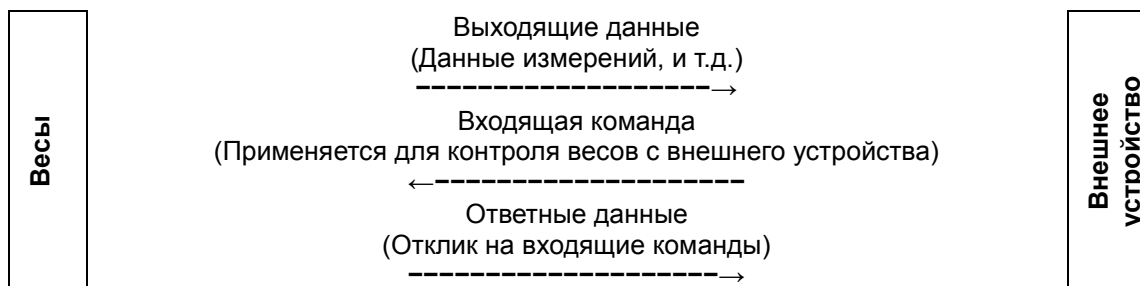 Весы
Выходящие данные
(Данные измерений, и т.д.)
Входящая команда
(Применяется для контроля весов с внешнего устройства)
Ответные данные
(Отклик на входящие команды)
Внешнее
устройство